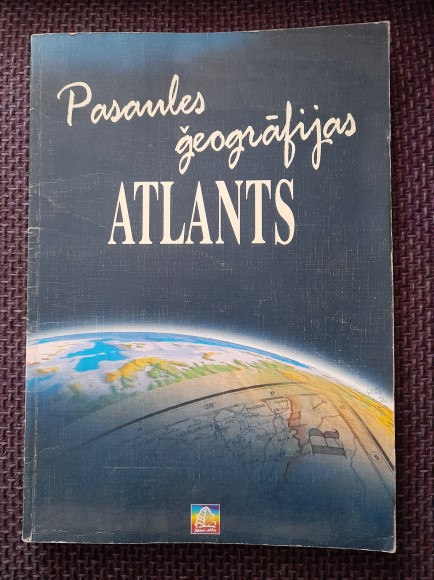 Pasaules
ģeogrāfijas
ATLANTS
R